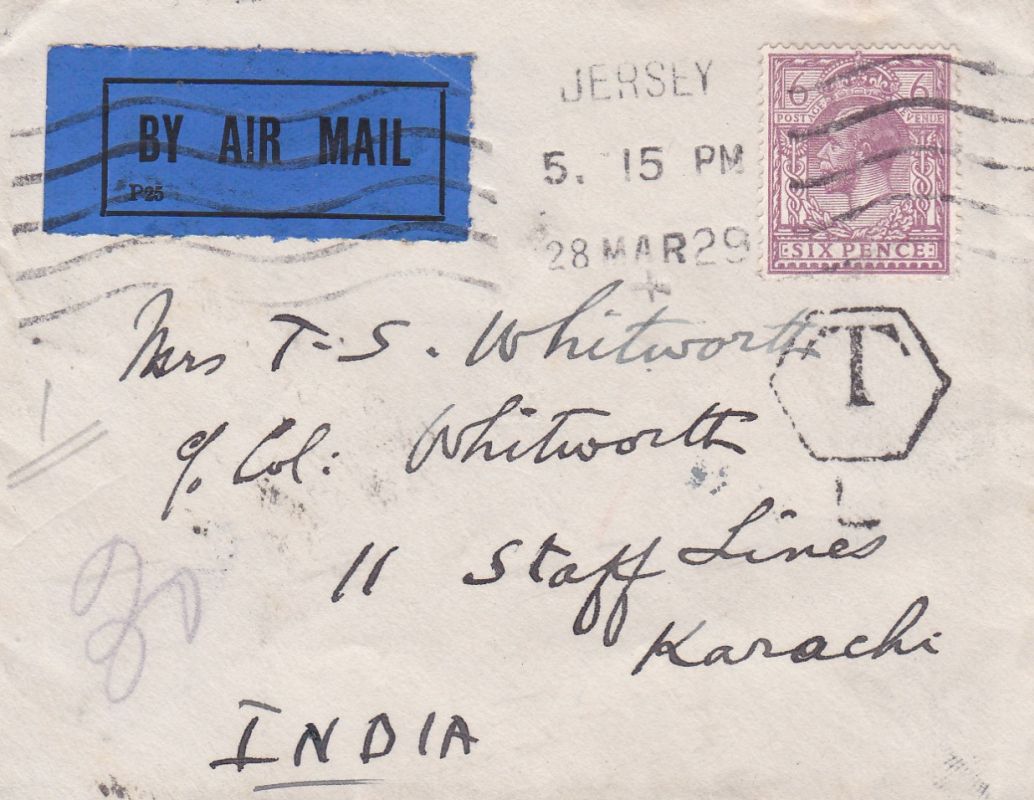 BY AIR MAIL
P25
JERSEY
5. 15 PM
28 MAR 29
6 6
POSTAGE REVENUE
SIX PENCE
Mrs T-S. Whitworth
T
c/o Col: Whitworth
L
11 Staff Lines
Karachi
INDIA